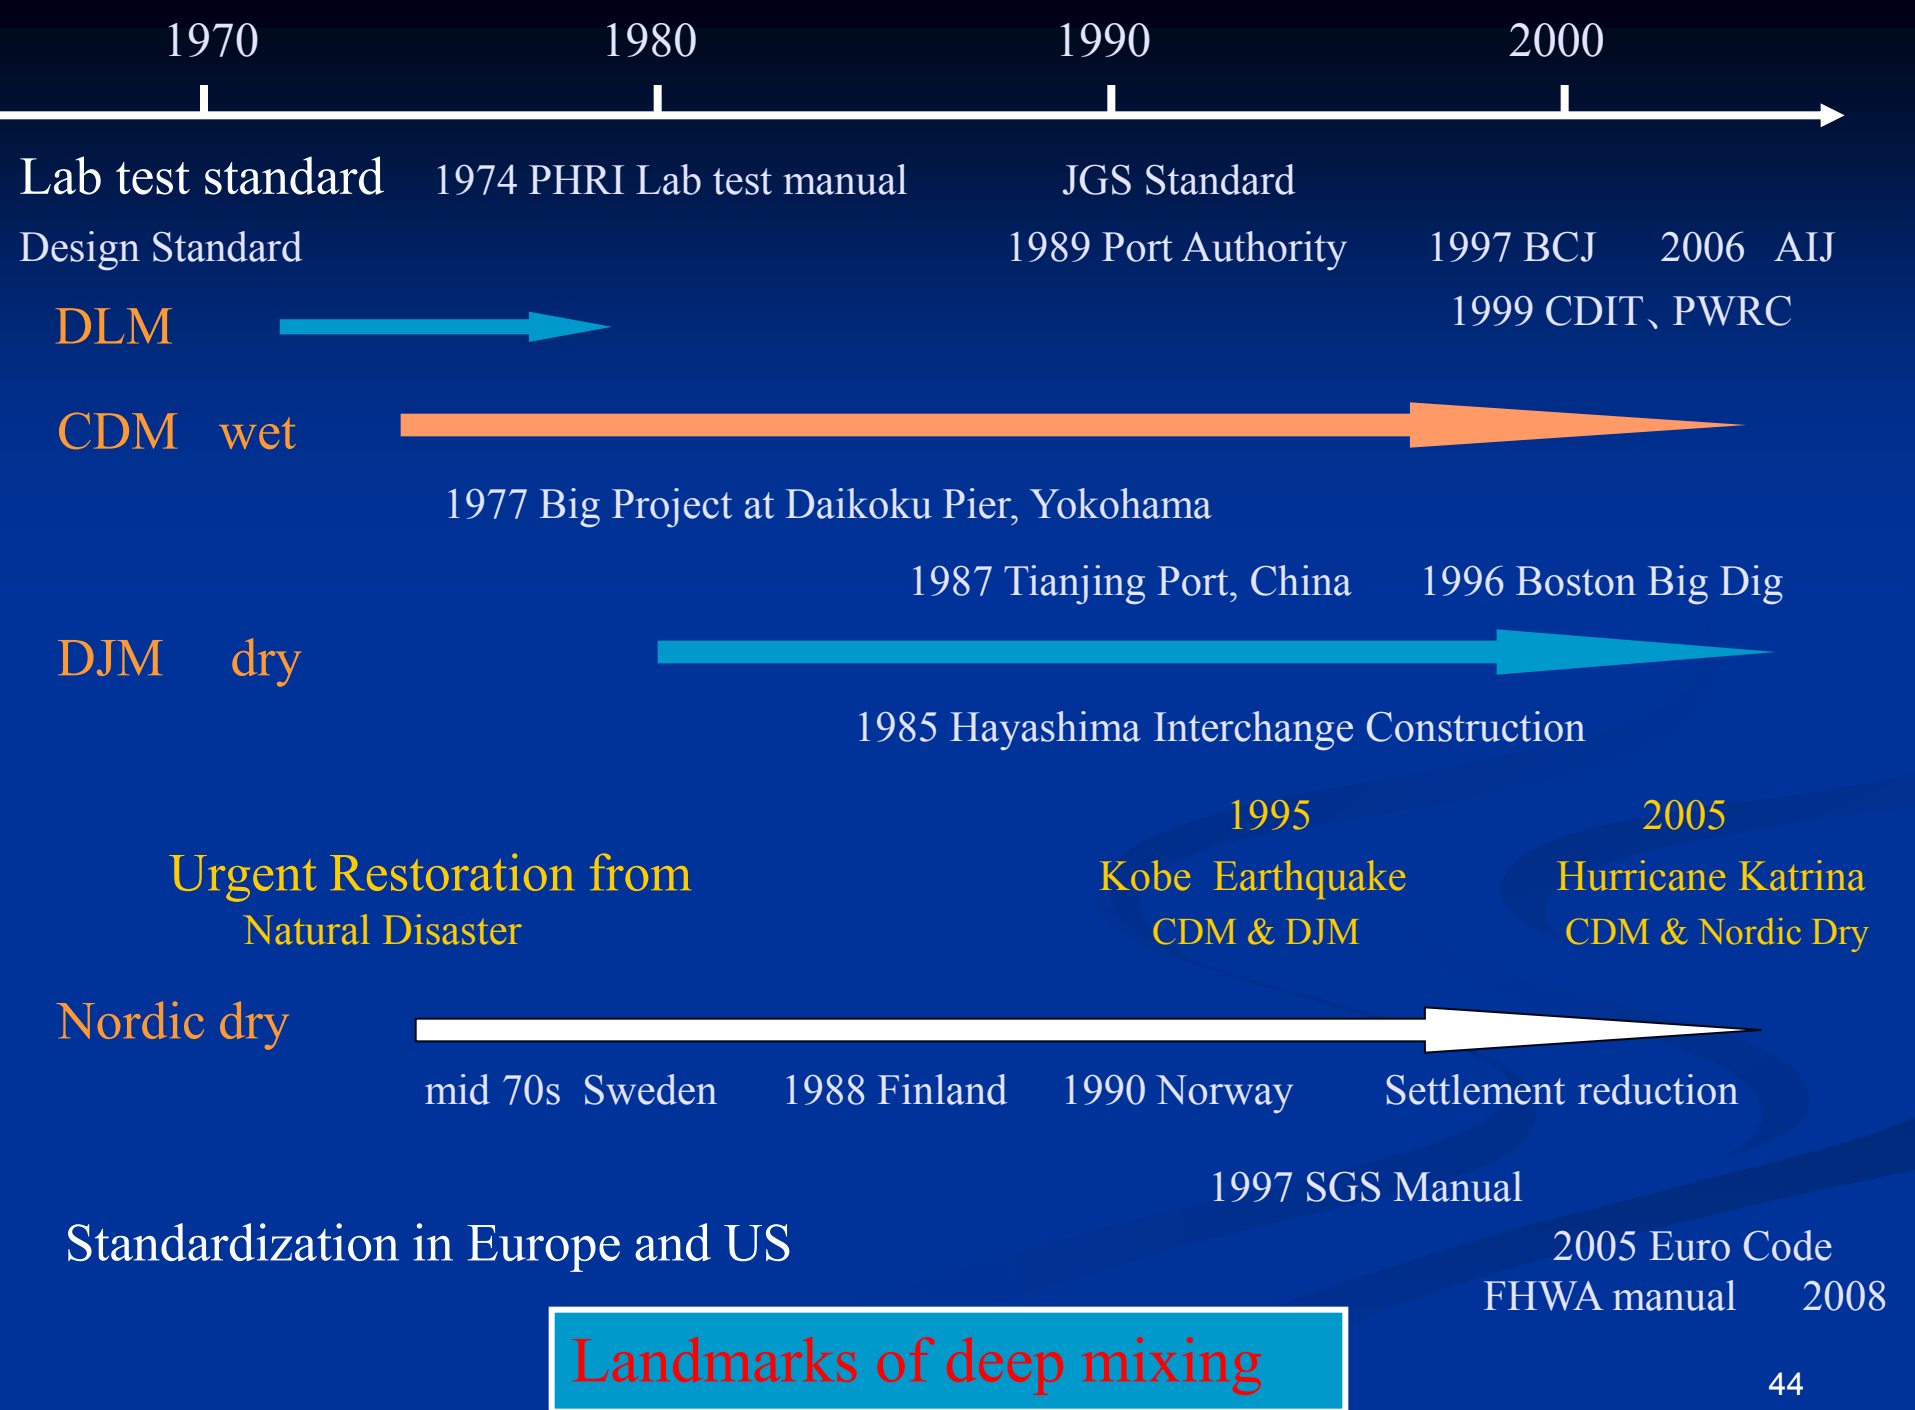 1970 1980 1990 2000
Lab test standard 1974 PHRI Lab test manual JGS Standard
Design Standard 1989 Port Authority 1997 BCJ 2006 AIJ
DLM 1999 CDIT、PWRC
CDM wet
1977 Big Project at Daikoku Pier, Yokohama
1987 Tianjing Port, China 1996 Boston Big Dig
DJM dry
1985 Hayashima Interchange Construction
1995 2005
Urgent Restoration from Kobe Earthquake Hurricane Katrina
Natural Disaster CDM & DJM CDM & Nordic Dry
Nordic dry
mid 70s Sweden 1988 Finland 1990 Norway Settlement reduction
1997 SGS Manual
Standardization in Europe and US 2005 Euro Code
FHWA manual 2008
Landmarks of deep mixing
44